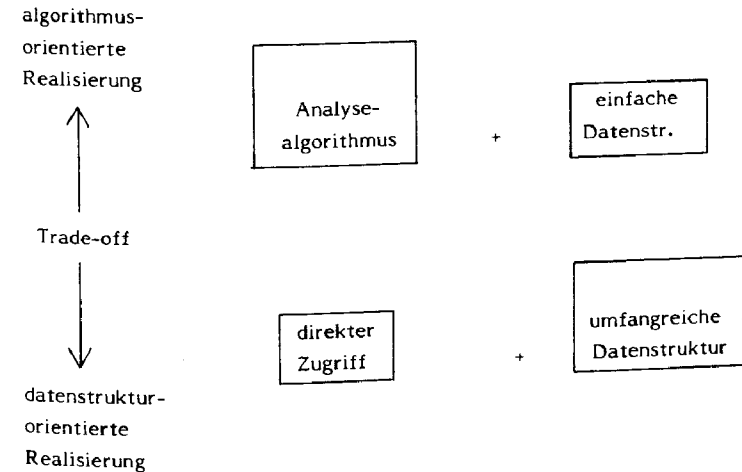 algorithmus-
orientierte
Realisierung
Analyse-
algorithmus
+
einfache
Datenstr.
Trade-off
direkter
Zugriff
+
umfangreiche
Datenstruktur
datenstruktur-
orientierte
Realisierung